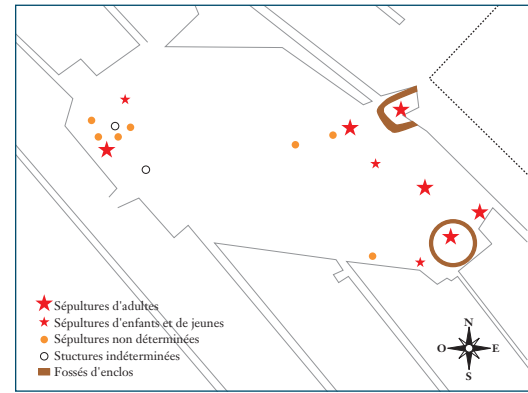 Sépultures d'adultes
Sépultures d'enfants et de jeunes
Sépultures non déterminées
Stuctures indéterminées
Fossés d'enclos
N
O E
S